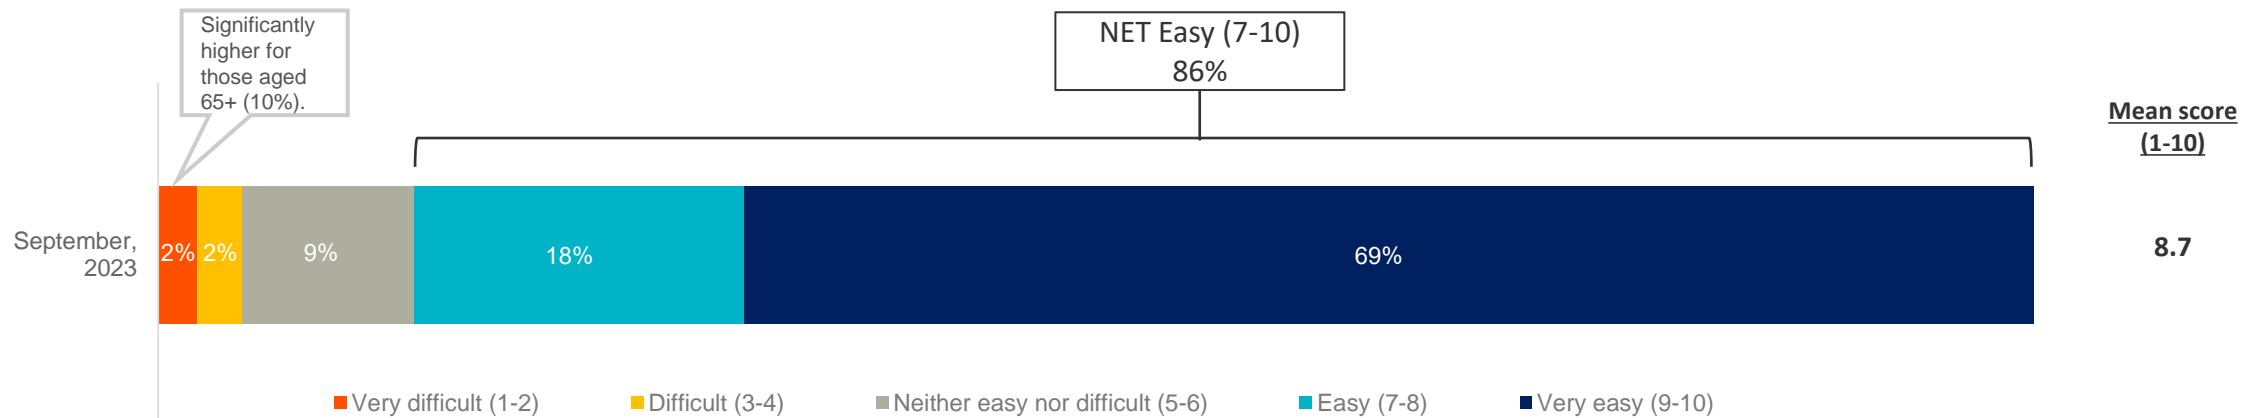 Significantly
higher for
those aged
65+ (10%).
NET Easy (7-10)
86%
Mean score
(1-10)
September,
2023
2% 2% 9% 18% 69%
8.7
Very difficult (1-2) Difficult (3-4) Neither easy nor difficult (5-6) Easy (7-8) Very easy (9-10)